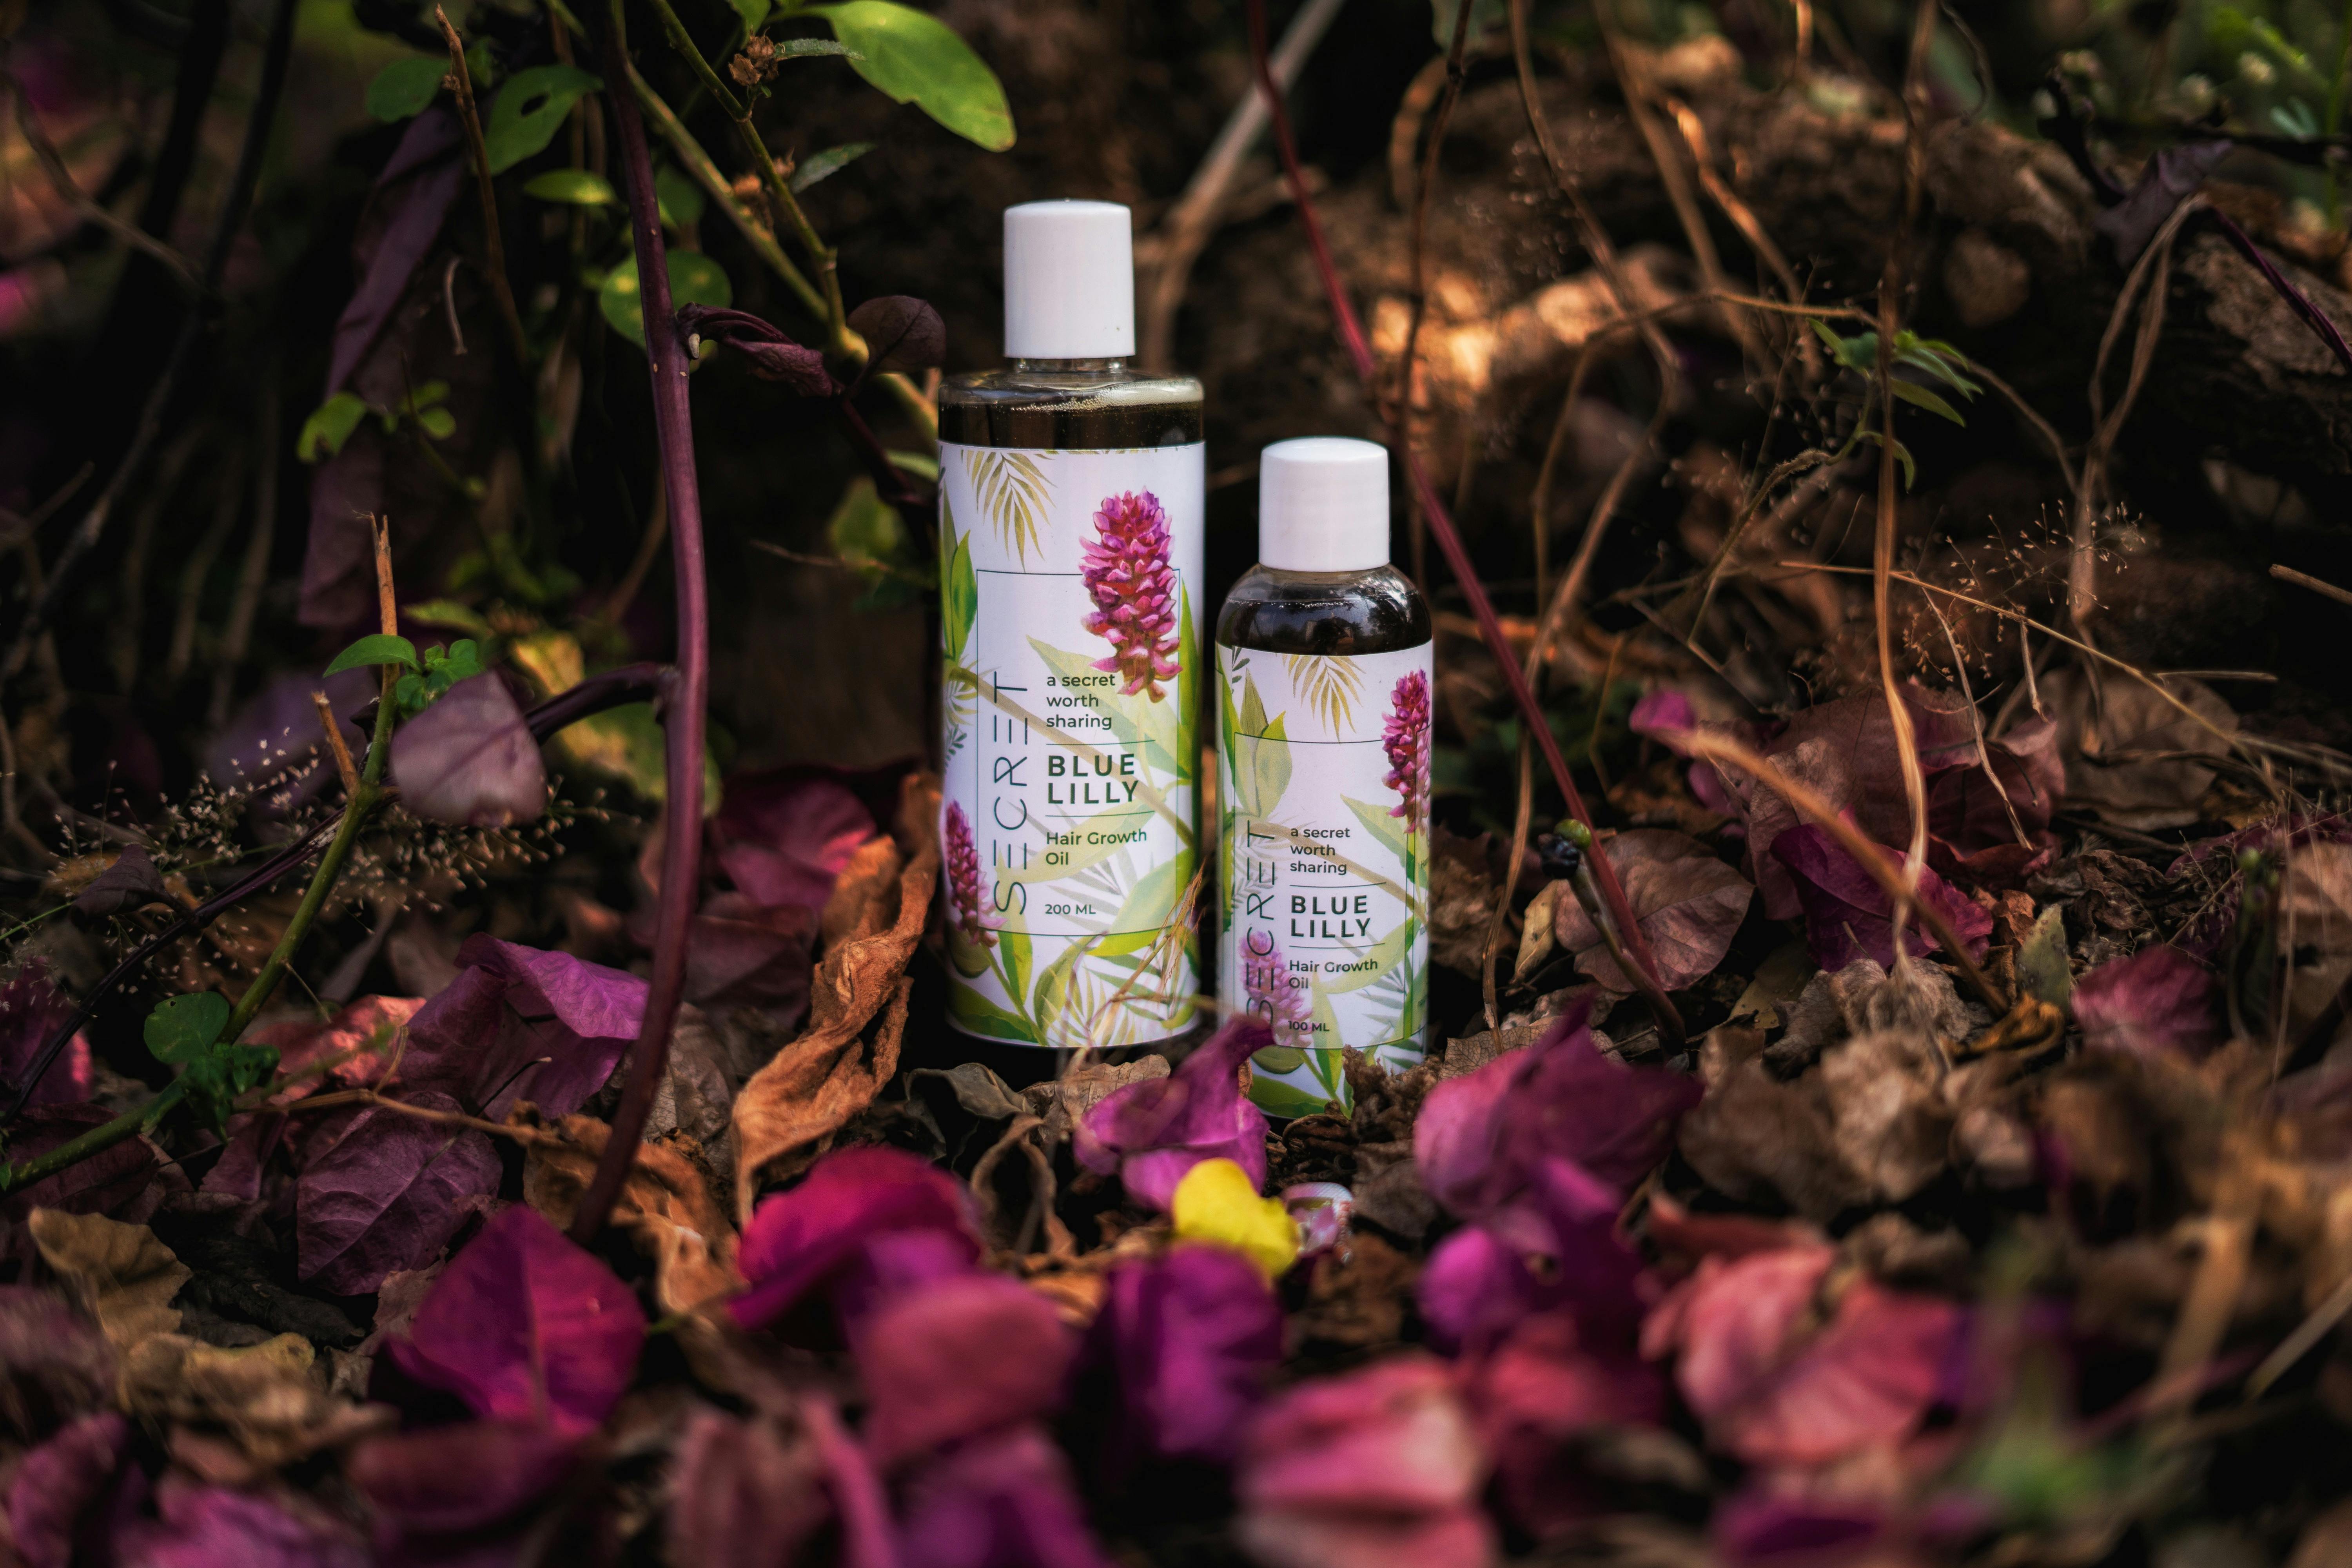 SECRET
a secret
worth
sharing
BLUE
LILLY
Hair Growth
Oil
200 ML
SECRET
a secret
worth
sharing
BLUE
LILLY
Hair Growth
Oil
100 ML